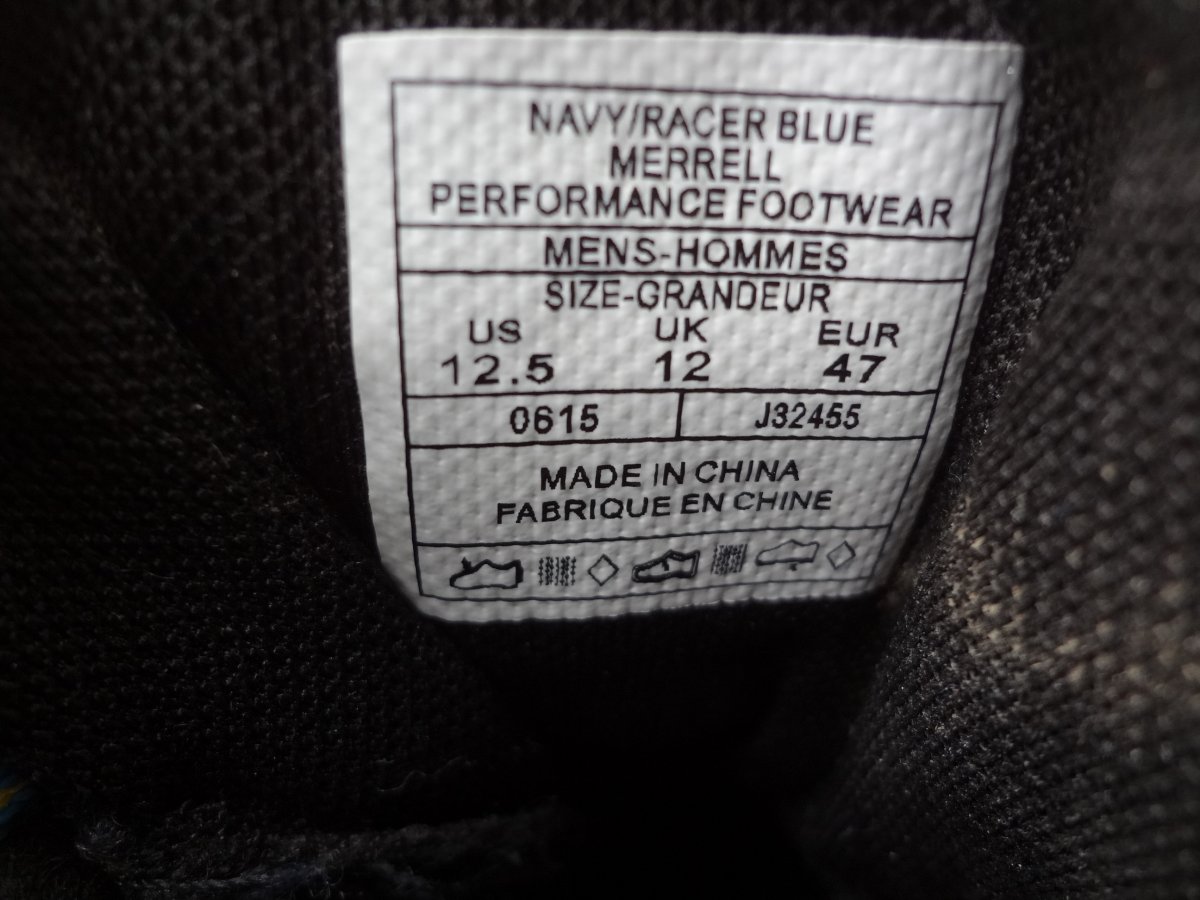 NAVY/RACER BLUE
MERRELL
PERFORMANCE FOOTWEAR
MENS-HOMMES
SIZE-GRANDEUR
US UK EUR
12.5 12 47
0615 J32455
MADE IN CHINA
FABRIQUE EN CHINE